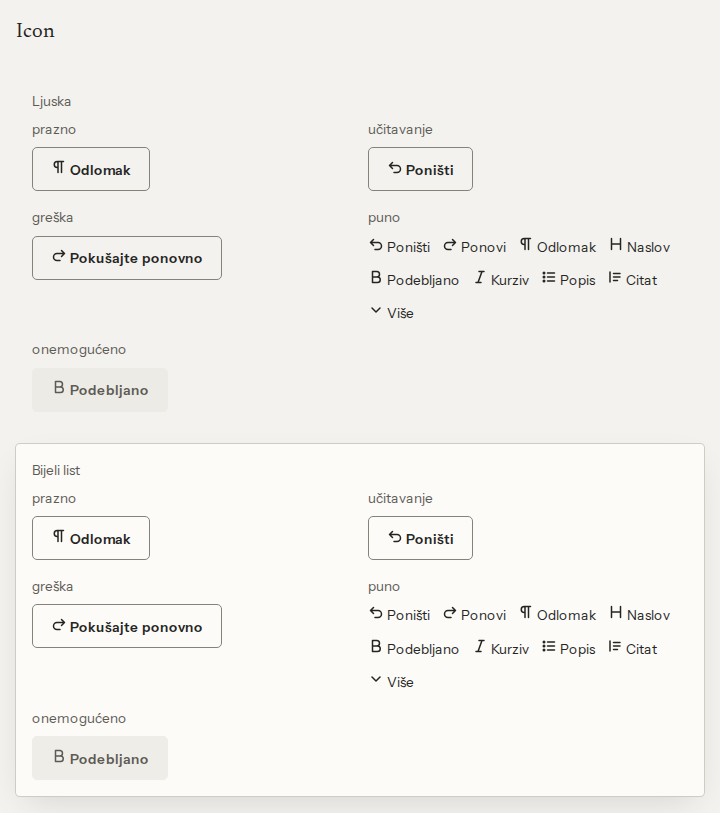 Icon
Ljuska
prazno
Odlomak
učitavanje
Poništi
greška
Pokušajte ponovno
puno
Poništi Ponovi Odlomak Naslov
Podebljano Kurziv Popis Citat
Više
onemogućeno
Podebljano
Bijeli list
prazno
Odlomak
učitavanje
Poništi
greška
Pokušajte ponovno
puno
Poništi Ponovi Odlomak Naslov
Podebljano Kurziv Popis Citat
Više
onemogućeno
Podebljano